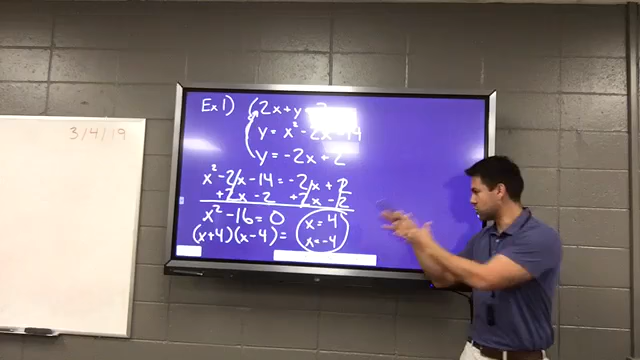 3/4/19
Ex 1) 2x+y=2
y = x² - 2x - 14
y = -2x + 2
x² - 2x - 14 = -2x + 2
+2x - 2 +2x - 2
x² - 16 = 0
(x+4)(x-4) =
x = 4
x = -4